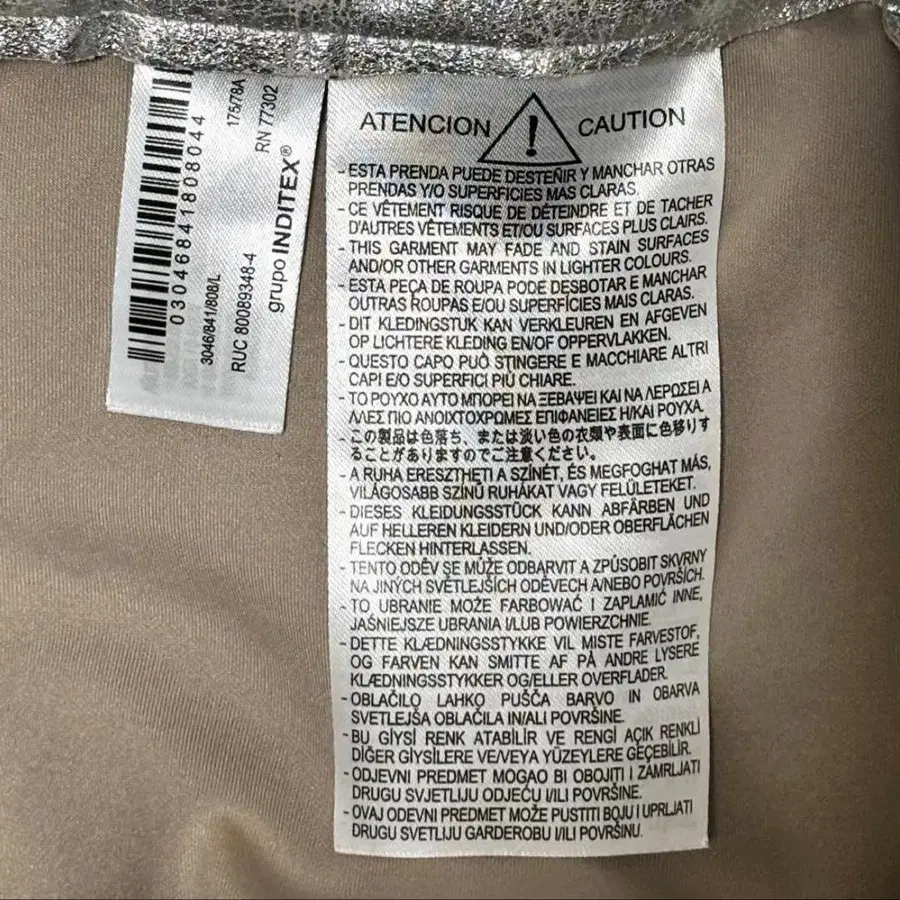 03046841808044
3046/841/808/L
175/78A
RUC 80089348-4
RN 77302
grupo INDITEX®
ATENCION ! CAUTION
-ESTA PRENDA PUEDE DESTEÑIR Y MANCHAR OTRAS
PRENDAS Y/O SUPERFICIES MAS CLARAS.
-CE VÊTEMENT RISQUE DE DÉTEINDRE ET DE TACHER
D'AUTRES VÊTEMENTS ET/OU SURFACES PLUS CLAIRS.
-THIS GARMENT MAY FADE AND STAIN SURFACES
AND/OR OTHER GARMENTS IN LIGHTER COLOURS.
-ESTA PEÇA DE ROUPA PODE DESBOTAR E MANCHAR
OUTRAS ROUPAS E/OU SUPERFÍCIES MAIS CLARAS.
-DIT KLEDINGSTUK KAN VERKLEUREN EN AFGEVEN
OP LICHTERE KLEDING EN/OF OPPERVLAKKEN.
-QUESTO CAPO PUÒ STINGERE E MACCHIARE ALTRI
CAPI E/O SUPERFICI PIÙ CHIARE.
-ΤΟ ΡΟΥΧΟ ΑΥΤΟ ΜΠΟΡΕΙ ΝΑ ΞΕΒΑΨΕΙ ΚΑΙ ΝΑ ΛΕΡΩΣΕΙ Α
ΛΛΕΣ ΠΙΟ ΑΝΟΙΧΤΟΧΡΩΜΕΣ ΕΠΙΦΑΝΕΙΕΣ Η/ΚΑΙ ΡΟΥΧΑ.
-この製品は色落ち、または淡い色の衣類や表面に色移りす
ることがありますのでご注意ください。
-A RUHA ERESZTHETI A SZÍNÉT, ÉS MEGFOGHAT MÁS,
VILÁGOSABB SZÍNŰ RUHÁKAT VAGY FELÜLETEKET.
-DIESES KLEIDUNGSSTÜCK KANN ABFÄRBEN UND
AUF HELLEREN KLEIDERN UND/ODER OBERFLÄCHEN
FLECKEN HINTERLASSEN.
-TENTO ODĚV SE MŮŽE ODBARVIT A ZPŮSOBIT SKVRNY
NA JINÝCH SVĚTLEJŠÍCH ODĚVECH A/NEBO POVRŠÍCH.
-TO UBRANIE MOŻE FARBOWAĆ I ZAPLAMIĆ INNE,
JAŚNIEJSZE UBRANIA I/LUB POWIERZCHNIE.
-DETTE KLÆDNINGSSTYKKE VIL MISTE FARVESTOF,
OG FARVEN KAN SMITTE AF PÅ ANDRE LYSERE
KLÆDNINGSSTYKKER OG/ELLER OVERFLADER.
-OBLAČILO LAHKO PUŠČA BARVO IN OBARVA
SVETLEJŠA OBLAČILA IN/ALI POVRŠINE.
-BU GİYSİ RENK ATABİLİR VE RENGİ AÇIK RENKLİ
DİĞER GİYSİLERE VE/VEYA YÜZEYLERE GEÇEBİLİR.
-ODJEVNI PREDMET MOGAO BI OBOJITI I ZAMRLJATI
DRUGU SVJETLIJU ODJEĆU I/ILI POVRŠINE.
-OVAJ ODEVNI PREDMET MOŽE PUSTITI BOJU I UPRLJATI
DRUGU SVETLIJU GARDEROBU I/ILI POVRŠINU.